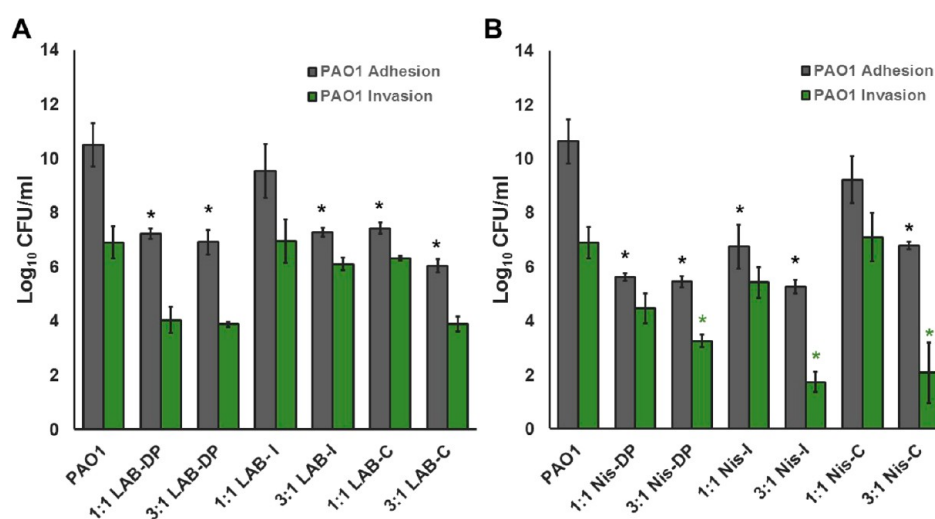 A
Log10 CFU/ml
14
12
10
8
6
4
2
0
PAO1 Adhesion
PAO1 Invasion
*
*
*
*
*
PAO1
1:1 LAB-DP
3:1 LAB-DP
1:1 LAB- I
3:1 LAB-I
1:1 LAB-C
3:1 LAB-C
B
Log10 CFU/ml
14
12
10
8
6
4
2
0
PAO1 Adhesion
PAO1 Invasion
*
*
*
*
*
*
*
*
PAO1
1:1 Nis-DP
3:1 Nis-DP
1:1 Nis-I
3:1 Nis-I
1:1 Nis-C
3:1 Nis-C